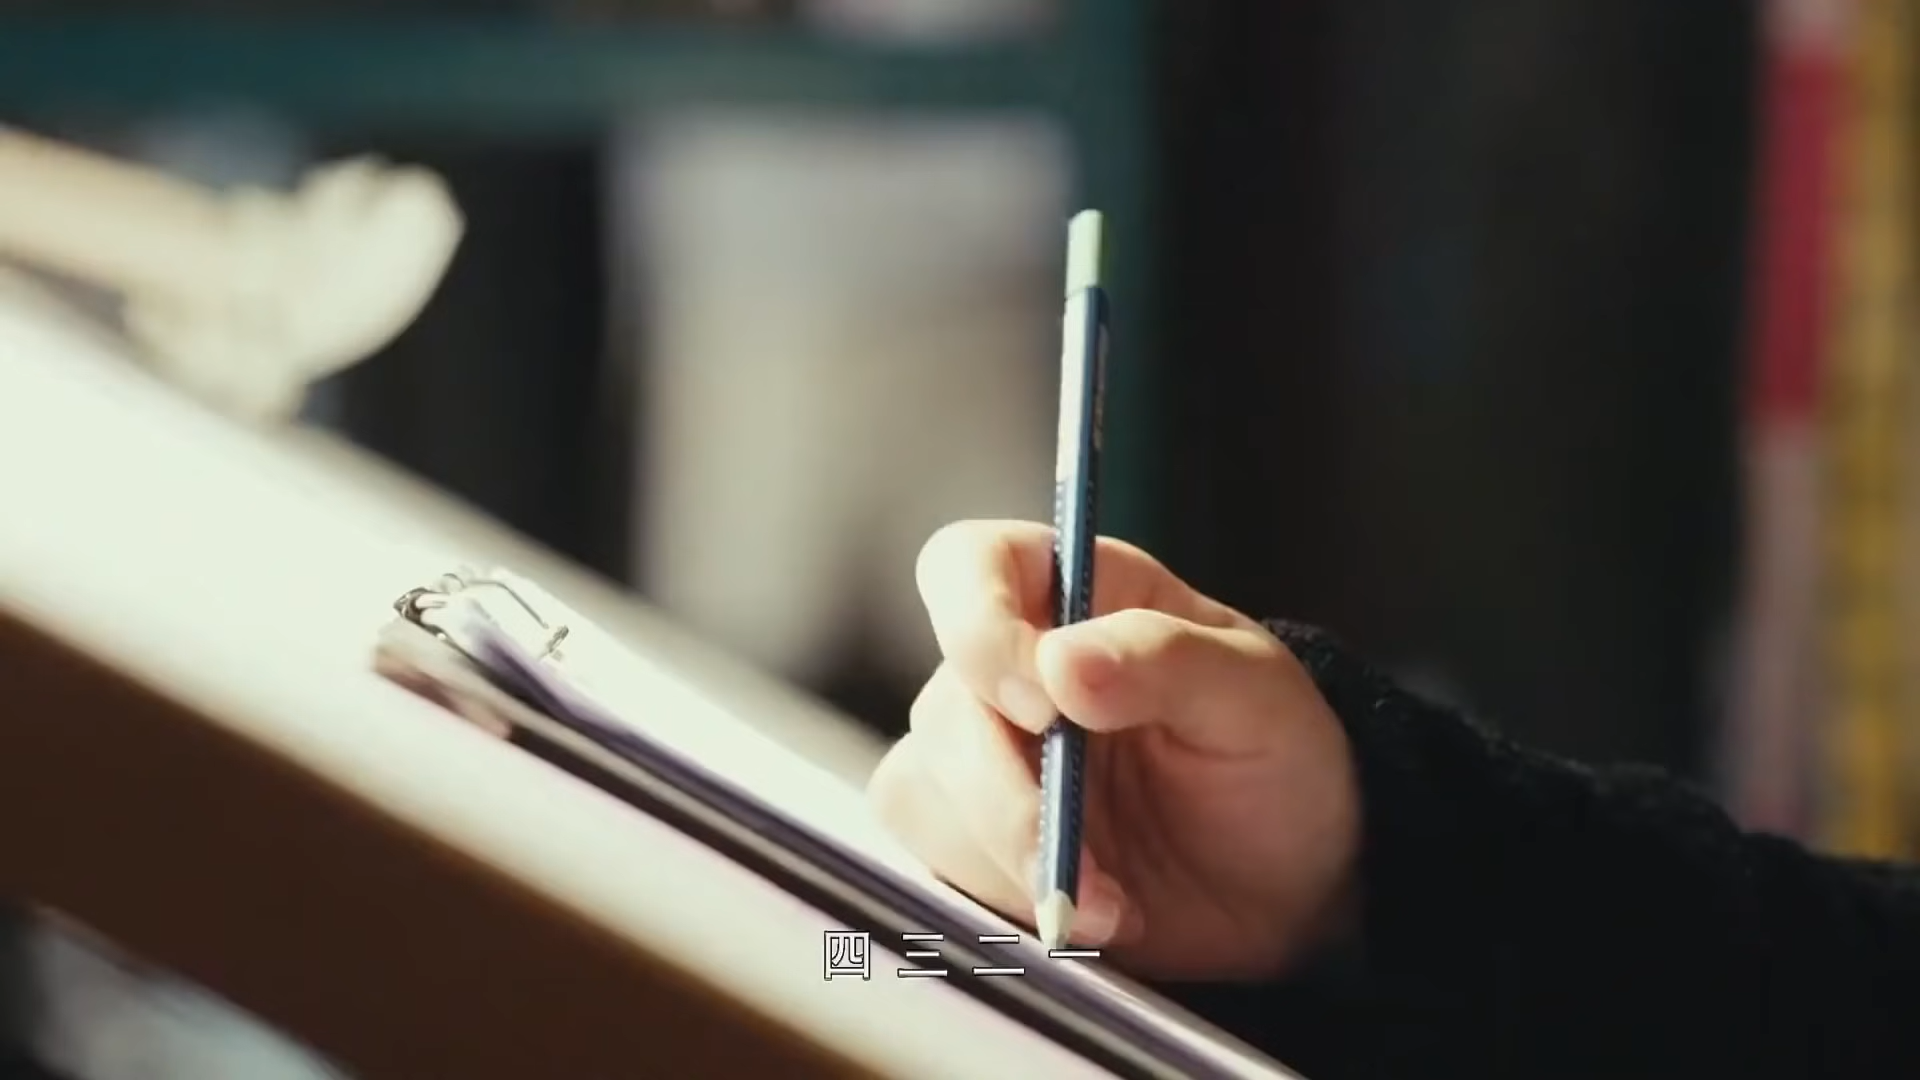 四 三 二 一